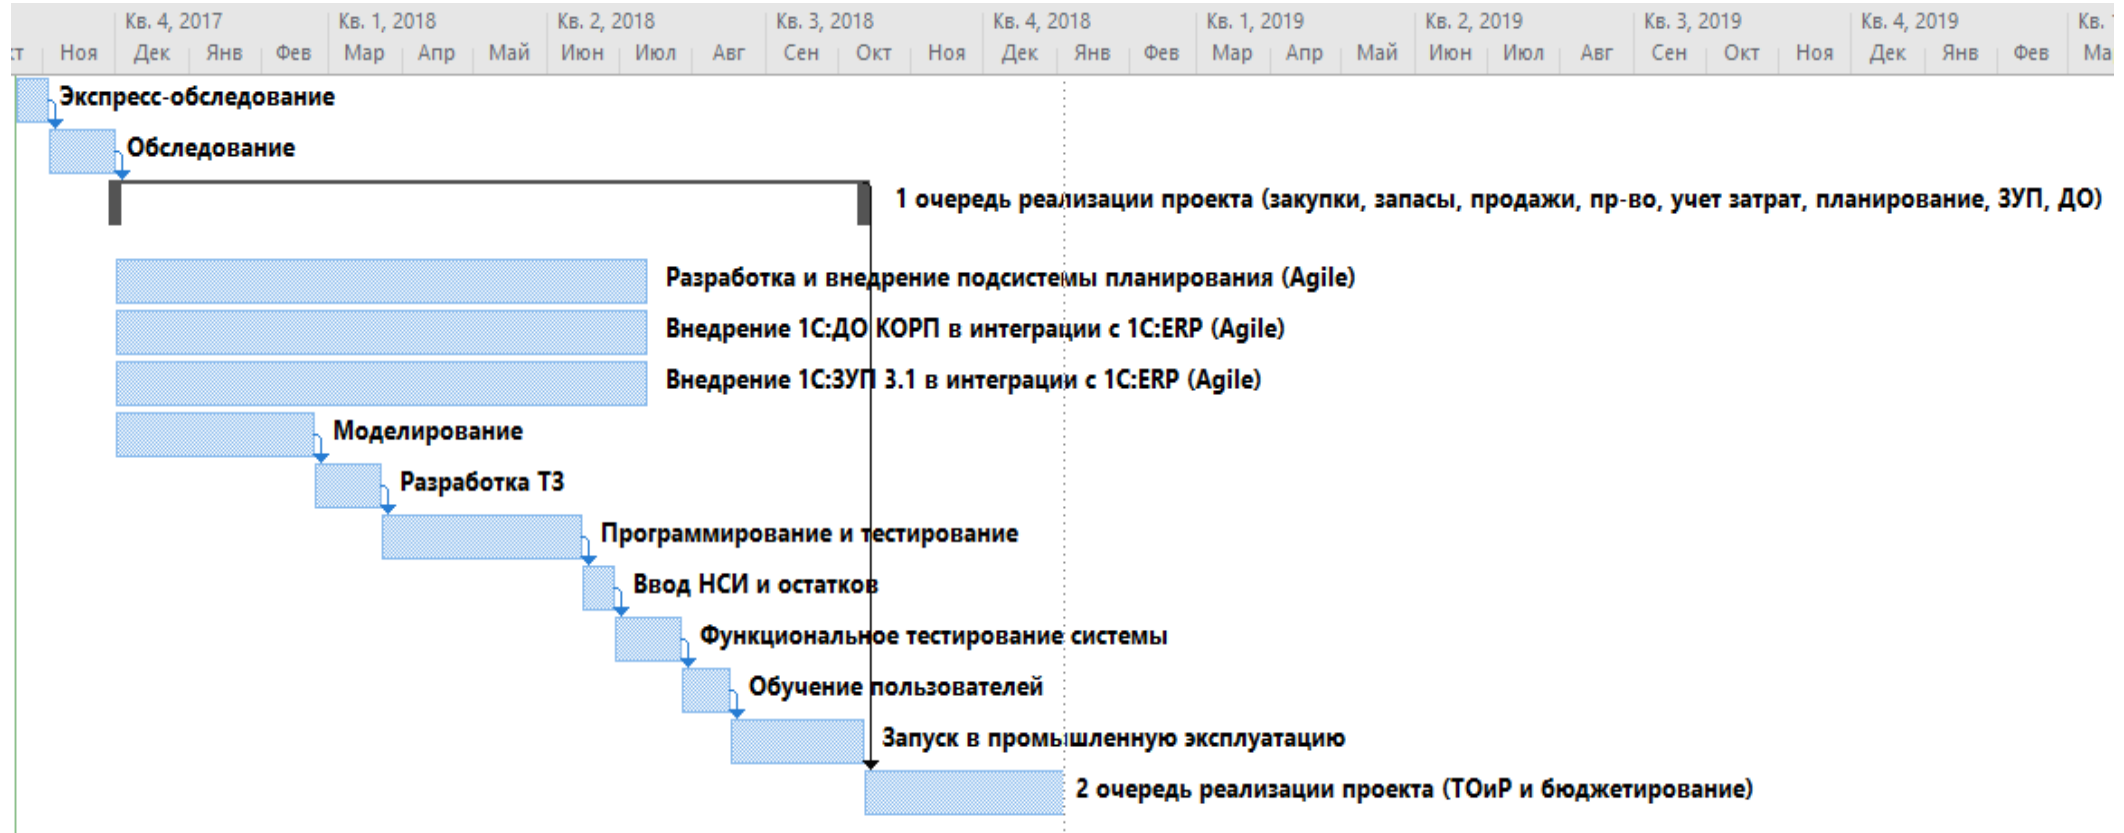 Кв. 4, 2017 Кв. 1, 2018 Кв. 2, 2018 Кв. 3, 2018 Кв. 4, 2018 Кв. 1, 2019 Кв. 2, 2019 Кв. 3, 2019 Кв. 4, 2019 Кв.
Ноя Дек Янв Фев Мар Апр Май Июн Июл Авг Сен Окт Ноя Дек Янв Фев Мар Апр Май Июн Июл Авг Сен Окт Ноя Дек Янв Фев Ма
Экспресс-обследование
Обследование
1 очередь реализации проекта (закупки, запасы, продажи, пр-во, учет затрат, планирование, ЗУП, ДО)
Разработка и внедрение подсистемы планирования (Agile)
Внедрение 1С:ДО КОРП в интеграции с 1С:ERP (Agile)
Внедрение 1С:ЗУП 3.1 в интеграции с 1С:ERP (Agile)
Моделирование
Разработка ТЗ
Программирование и тестирование
Ввод НСИ и остатков
Функциональное тестирование системы
Обучение пользователей
Запуск в промышленную эксплуатацию
2 очередь реализации проекта (ТОиР и бюджетирование)